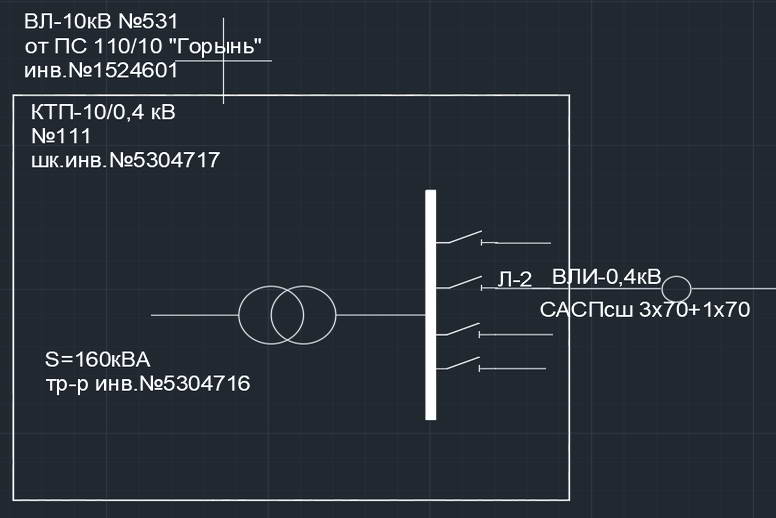 ВЛ-10кВ №531
от ПС 110/10 "Горынь"
инв.№1524601
КТП-10/0,4 кВ
№111
шк.инв.№5304717
Л-2 ВЛИ-0,4кВ
САСПсш 3х70+1х70
S=160кВА
тр-р инв.№5304716